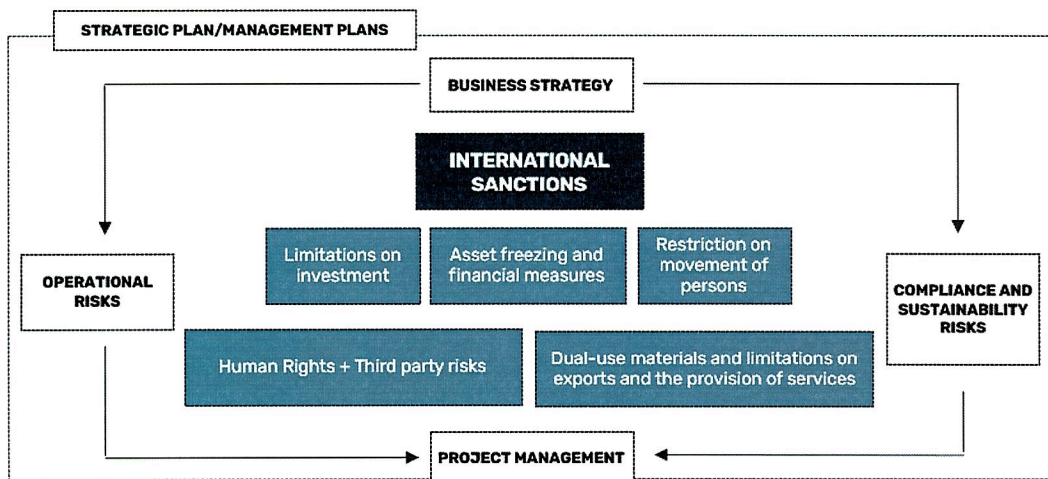 STRATEGIC PLAN/MANAGEMENT PLANS
BUSINESS STRATEGY
INTERNATIONAL
SANCTIONS
Limitations on
investment
Asset freezing and
financial measures
Restriction on
movement of
persons
OPERATIONAL
RISKS
COMPLIANCE AND
SUSTAINABILITY
RISKS
Human Rights + Third party risks
Dual-use materials and limitations on
exports and the provision of services
PROJECT MANAGEMENT